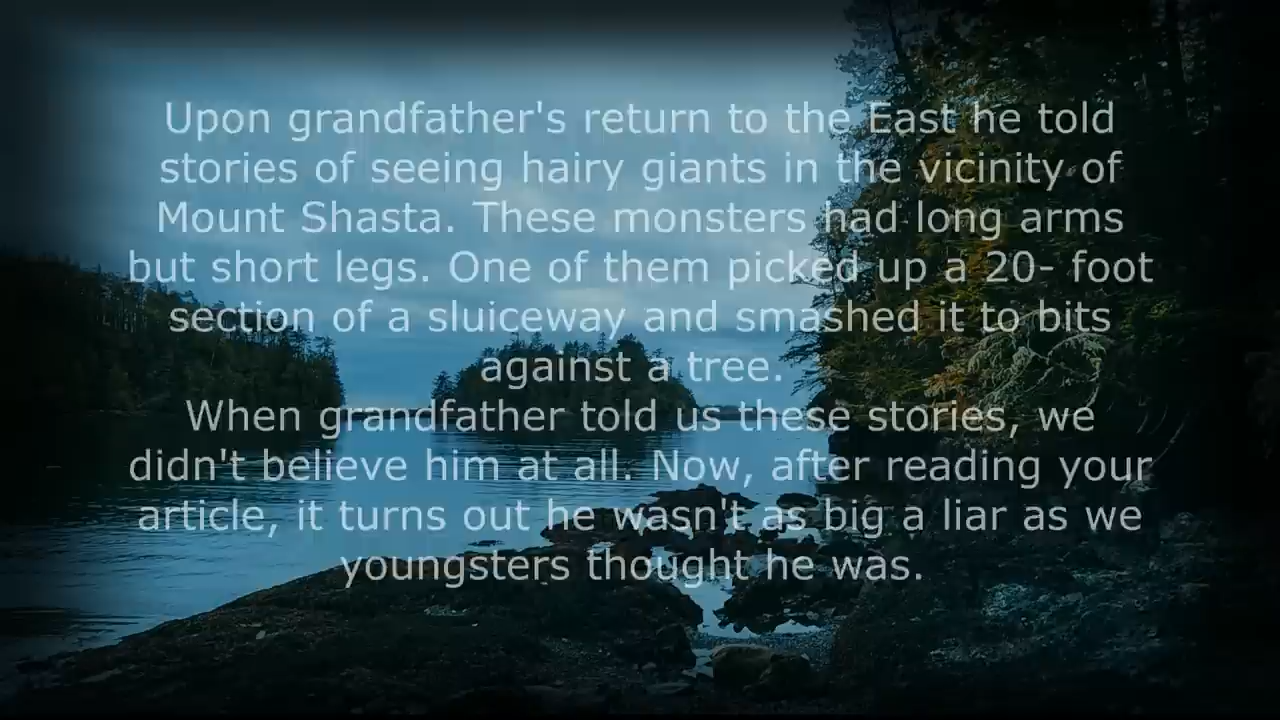 Upon grandfather's return to the East he told
stories of seeing hairy giants in the vicinity of
Mount Shasta. These monsters had long arms
but short legs. One of them picked up a 20- foot
section of a sluiceway and smashed it to bits
against a tree.
When grandfather told us these stories, we
didn't believe him at all. Now, after reading your
article, it turns out he wasn't as big a liar as we
youngsters thought he was.